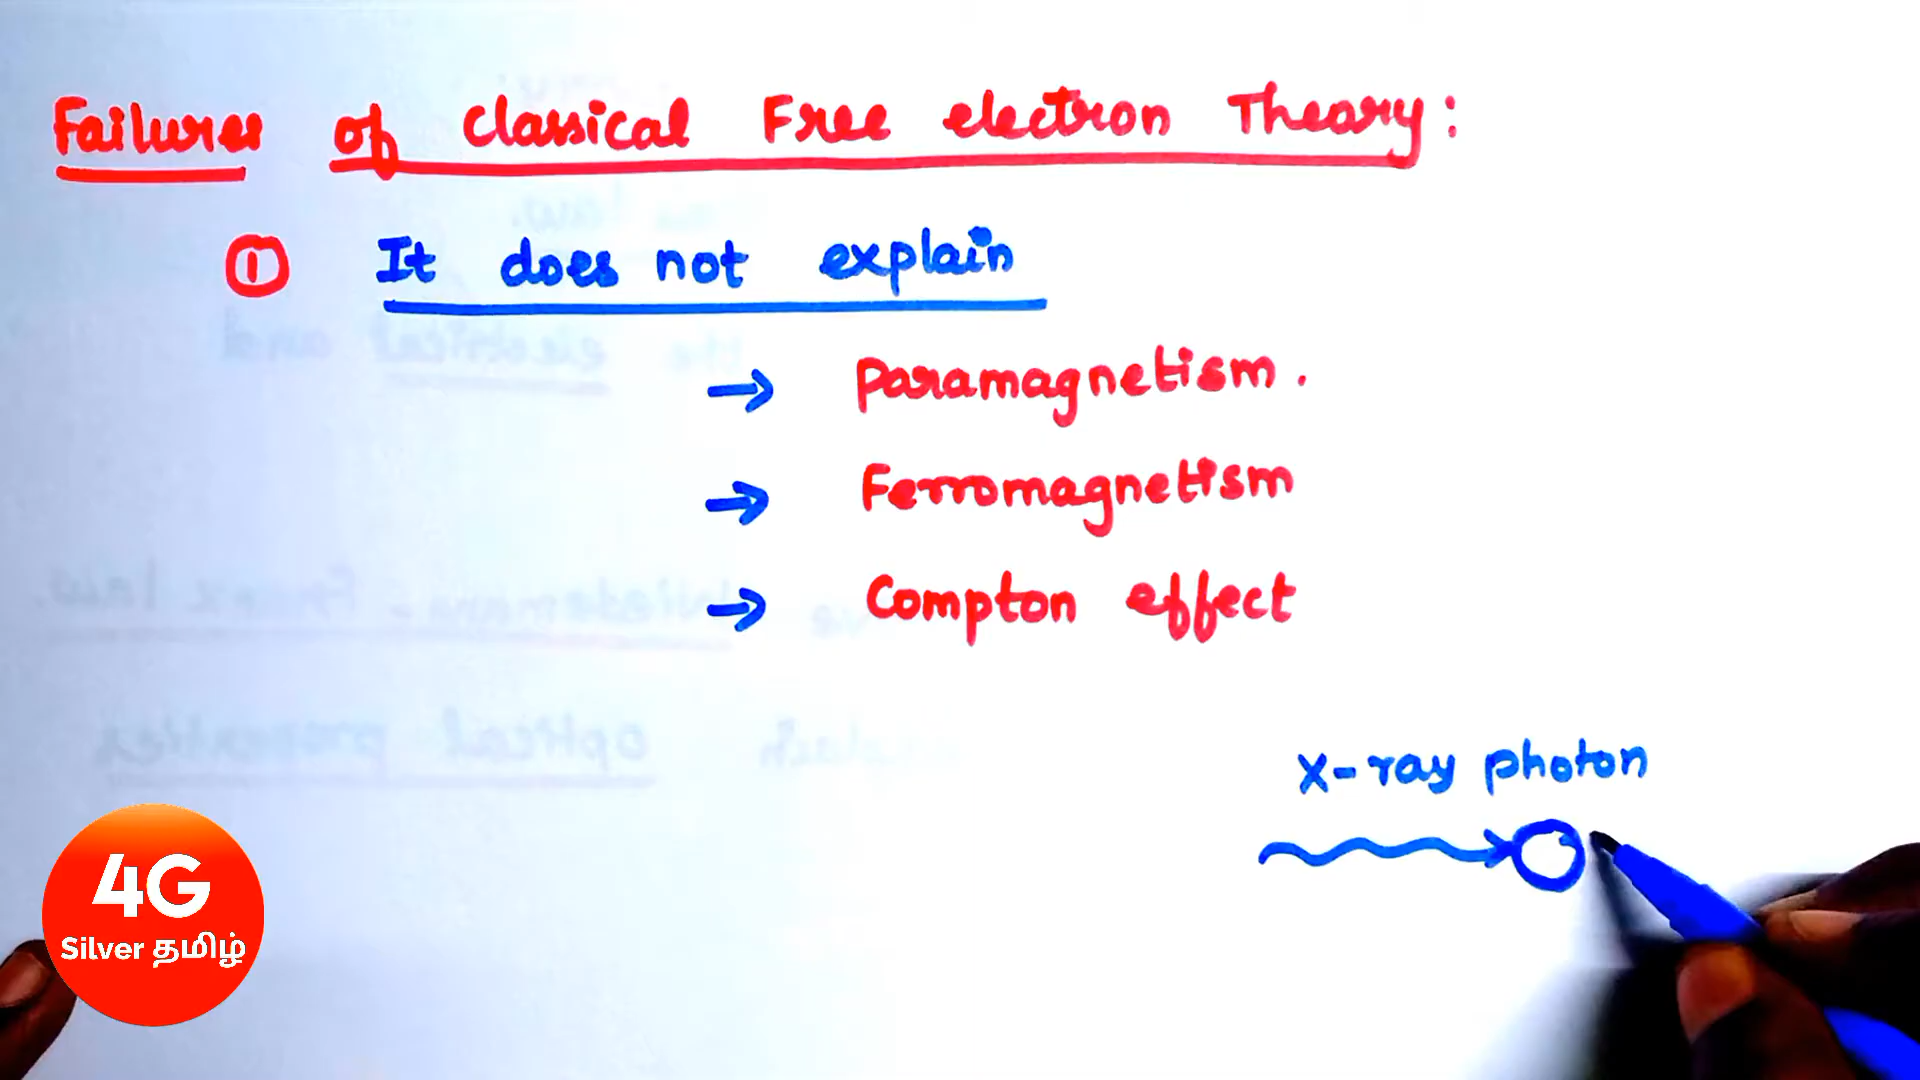 Failures of classical Free electron Theory:
① It does not explain
→ Paramagnetism.
→ Ferromagnetism
→ Compton effect
X-ray photon
4G
Silver தமிழ்